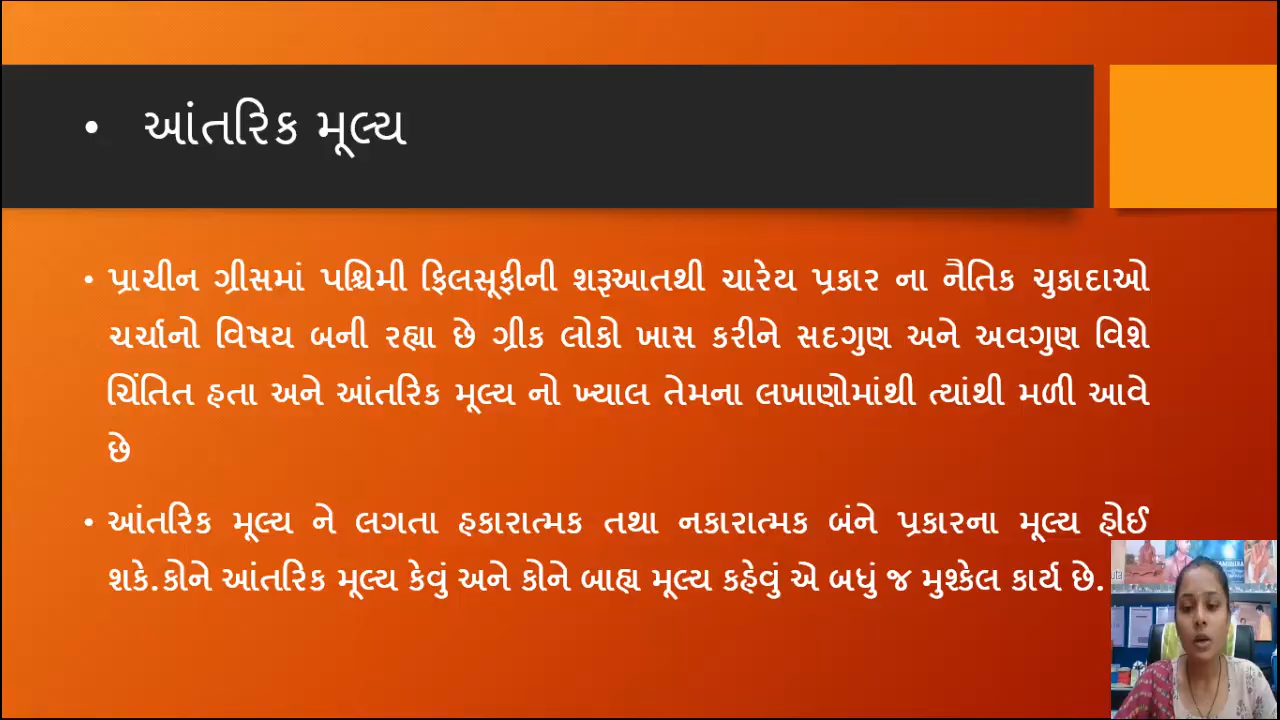 • આંતરિક મૂલ્ય
• પ્રાચીન ગ્રીસમાં પશ્ચિમી ફિલસૂફીની શરૂઆતથી ચારેય પ્રકાર ના નૈતિક ચુકાદાઓ
ચર્ચાનો વિષય બની રહ્યા છે ગ્રીક લોકો ખાસ કરીને સદગુણ અને અવગુણ વિશે
ચિંતિત હતા અને આંતરિક મૂલ્ય નો ખ્યાલ તેમના લખાણોમાંથી ત્યાંથી મળી આવે
છે
• આંતરિક મૂલ્ય ને લગતા હકારાત્મક તથા નકારાત્મક બંને પ્રકારના મૂલ્ય હોઈ
શકે.કોને આંતરિક મૂલ્ય કેવું અને કોને બાહ્ય મૂલ્ય કહેવું એ બધું જ મુશ્કેલ કાર્ય છે.